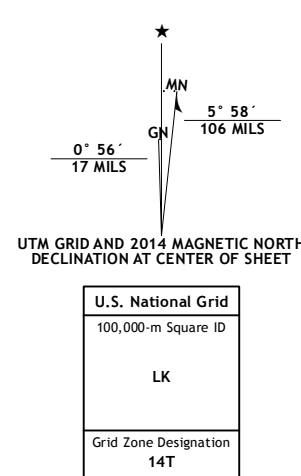 ★
MN
GN
5° 58´
106 MILS
0° 56´
17 MILS
UTM GRID AND 2014 MAGNETIC NORTH
DECLINATION AT CENTER OF SHEET
U.S. National Grid
100,000-m Square ID
LK
Grid Zone Designation
14T